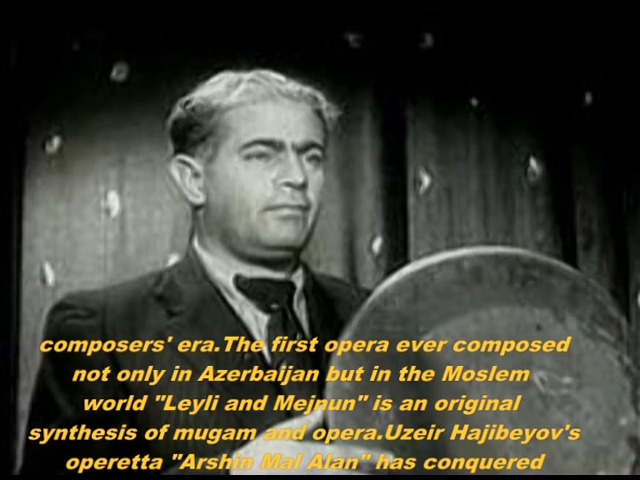 composers' era.The first opera ever composed
not only in Azerbaijan but in the Moslem
world "Leyli and Mejnun" is an original
synthesis of mugam and opera.Uzeir Hajibeyov's
operetta "Arshin Mal Alan" has conquered